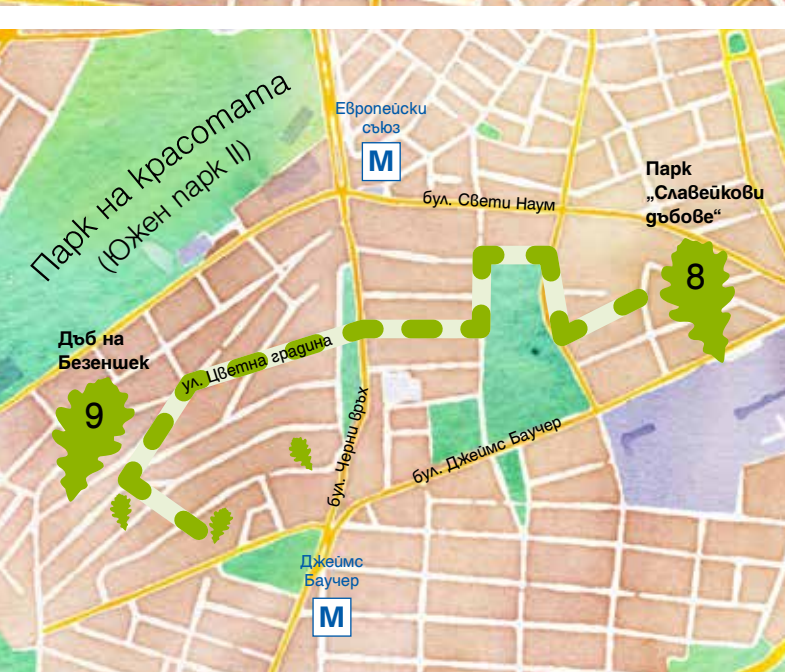 Парк на красотата
(Южен парк II)
Европейски
съюз
M
бул. Свети Наум
Парк
„Славейкови
дъбове“
8
Дъб на
Безеншек
9
ул. Цветна градина
бул. Черни връх
бул. Джеймс Баучер
Джеймс
Баучер
M